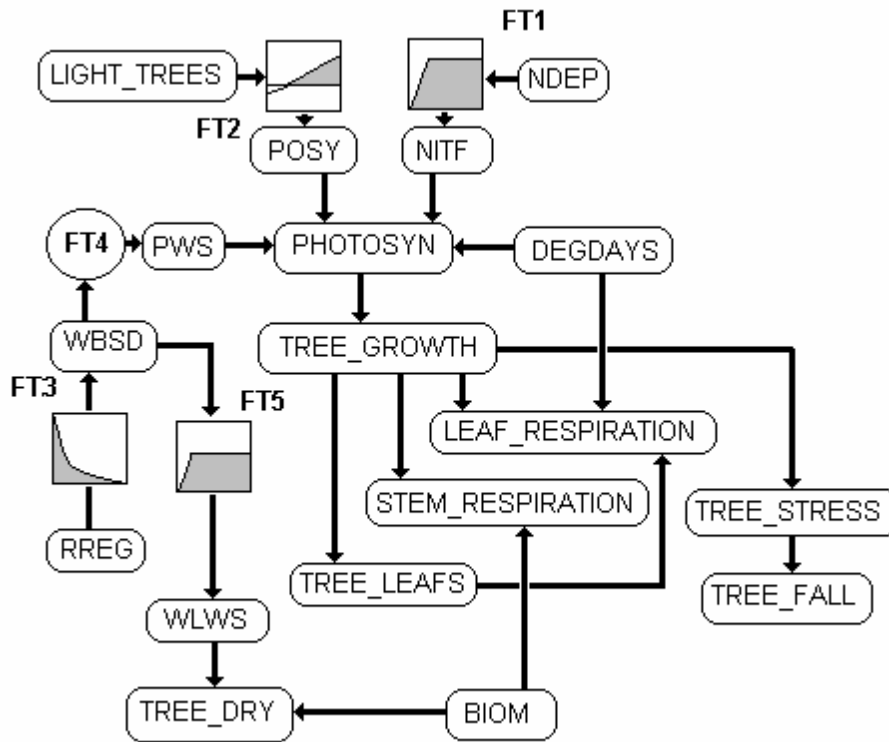 FT1
LIGHT_TREES
NDEP
FT2
POSY
NITF
FT4
PWS
PHOTOSYN
DEGDAYS
WBSD
TREE_GROWTH
FT3
FT5
LEAF_RESPIRATION
STEM_RESPIRATION
TREE_STRESS
RREG
TREE_LEAFS
TREE_FALL
WLWS
TREE_DRY
BIOM